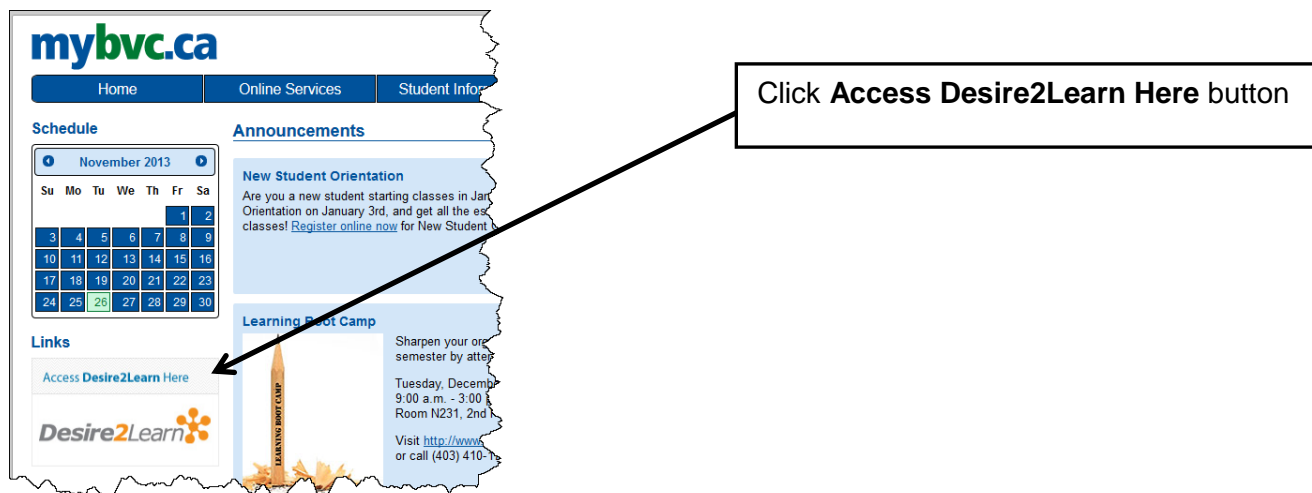 mybvc.ca
Home Online Services Student Infor
Schedule
November 2013
Su Mo Tu We Th Fr Sa
1 2
3 4 5 6 7 8 9
10 11 12 13 14 15 16
17 18 19 20 21 22 23
24 25 26 27 28 29 30
Links
Access Desire2Learn Here
Desire2Learn
Announcements
New Student Orientation
Are you a new student starting classes in Jan
Orientation on January 3rd, and get all the es
classes! Register online now for New Student
Learning Boot Camp
LEARNING BOOT CAMP
Sharpen your org
semester by atten
Tuesday, Decemb
9:00 a.m. - 3:00
Room N231, 2nd
Visit http://www
or call (403) 410-1
Click Access Desire2Learn Here button